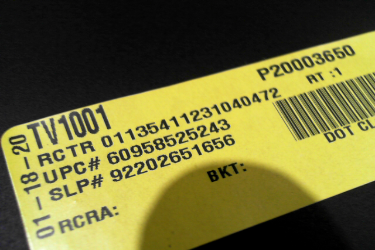 P20003650
RT :1
TV1001
RCTR 01135411231040472
UPC# 60958525243
SLP# 92202651656
01-18-20
BKT:
RCRA:
DOT CL